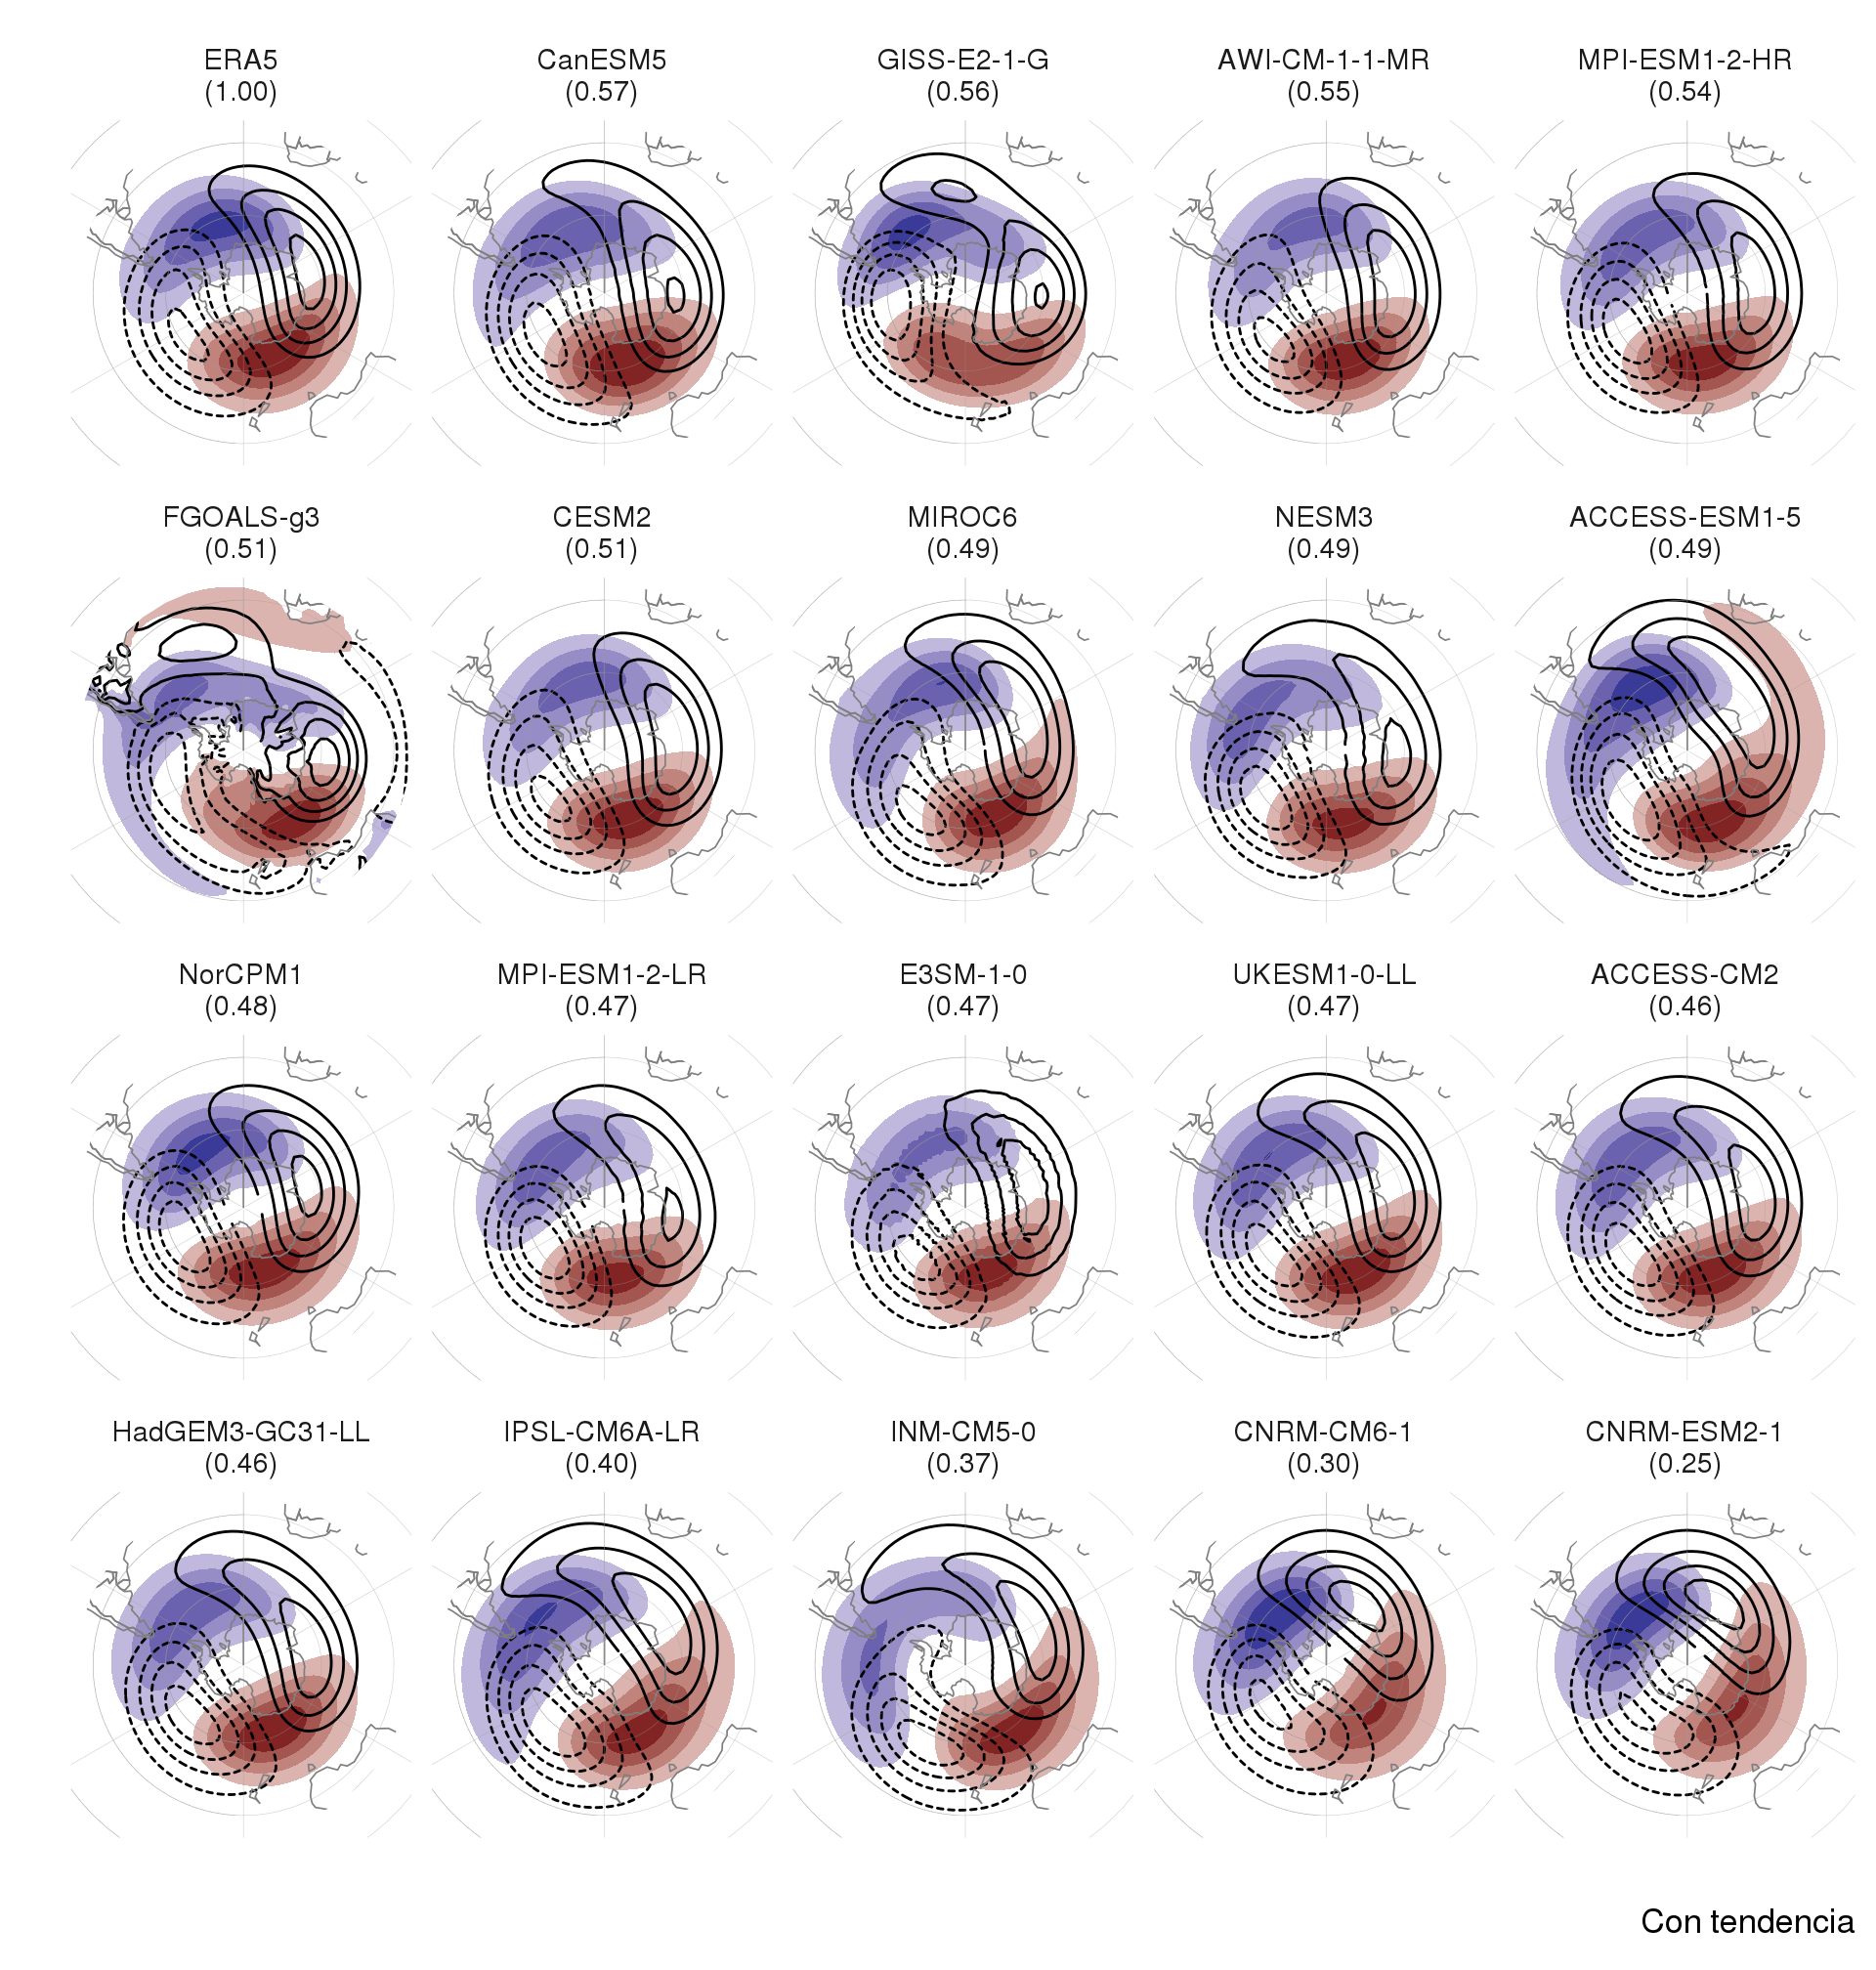 ERA5
(1.00)
CanESM5
(0.57)
GISS-E2-1-G
(0.56)
AWI-CM-1-1-MR
(0.55)
MPI-ESM1-2-HR
(0.54)
FGOALS-g3
(0.51)
CESM2
(0.51)
MIROC6
(0.49)
NESM3
(0.49)
ACCESS-ESM1-5
(0.49)
NorCPM1
(0.48)
MPI-ESM1-2-LR
(0.47)
E3SM-1-0
(0.47)
UKESM1-0-LL
(0.47)
ACCESS-CM2
(0.46)
HadGEM3-GC31-LL
(0.46)
IPSL-CM6A-LR
(0.40)
INM-CM5-0
(0.37)
CNRM-CM6-1
(0.30)
CNRM-ESM2-1
(0.25)
Con tendencia